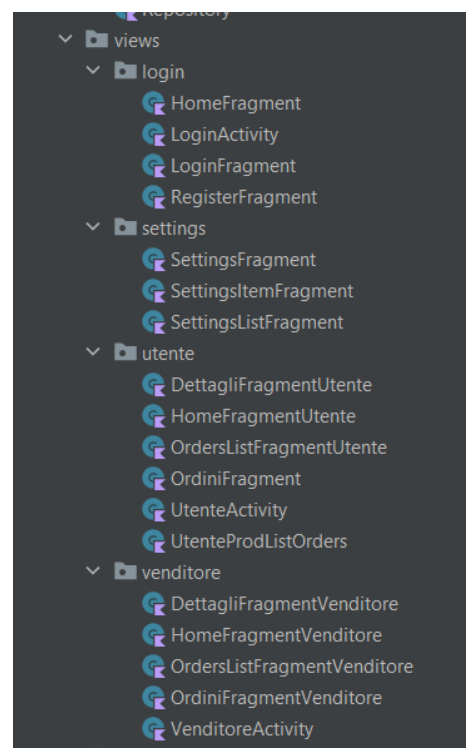 Repository
views
login
HomeFragment
LoginActivity
LoginFragment
RegisterFragment
settings
SettingsFragment
SettingsItemFragment
SettingsListFragment
utente
DettagliFragmentUtente
HomeFragmentUtente
OrdersListFragmentUtente
OrdiniFragment
UtenteActivity
UtenteProdListOrders
venditore
DettagliFragmentVenditore
HomeFragmentVenditore
OrdersListFragmentVenditore
OrdiniFragmentVenditore
VenditoreActivity